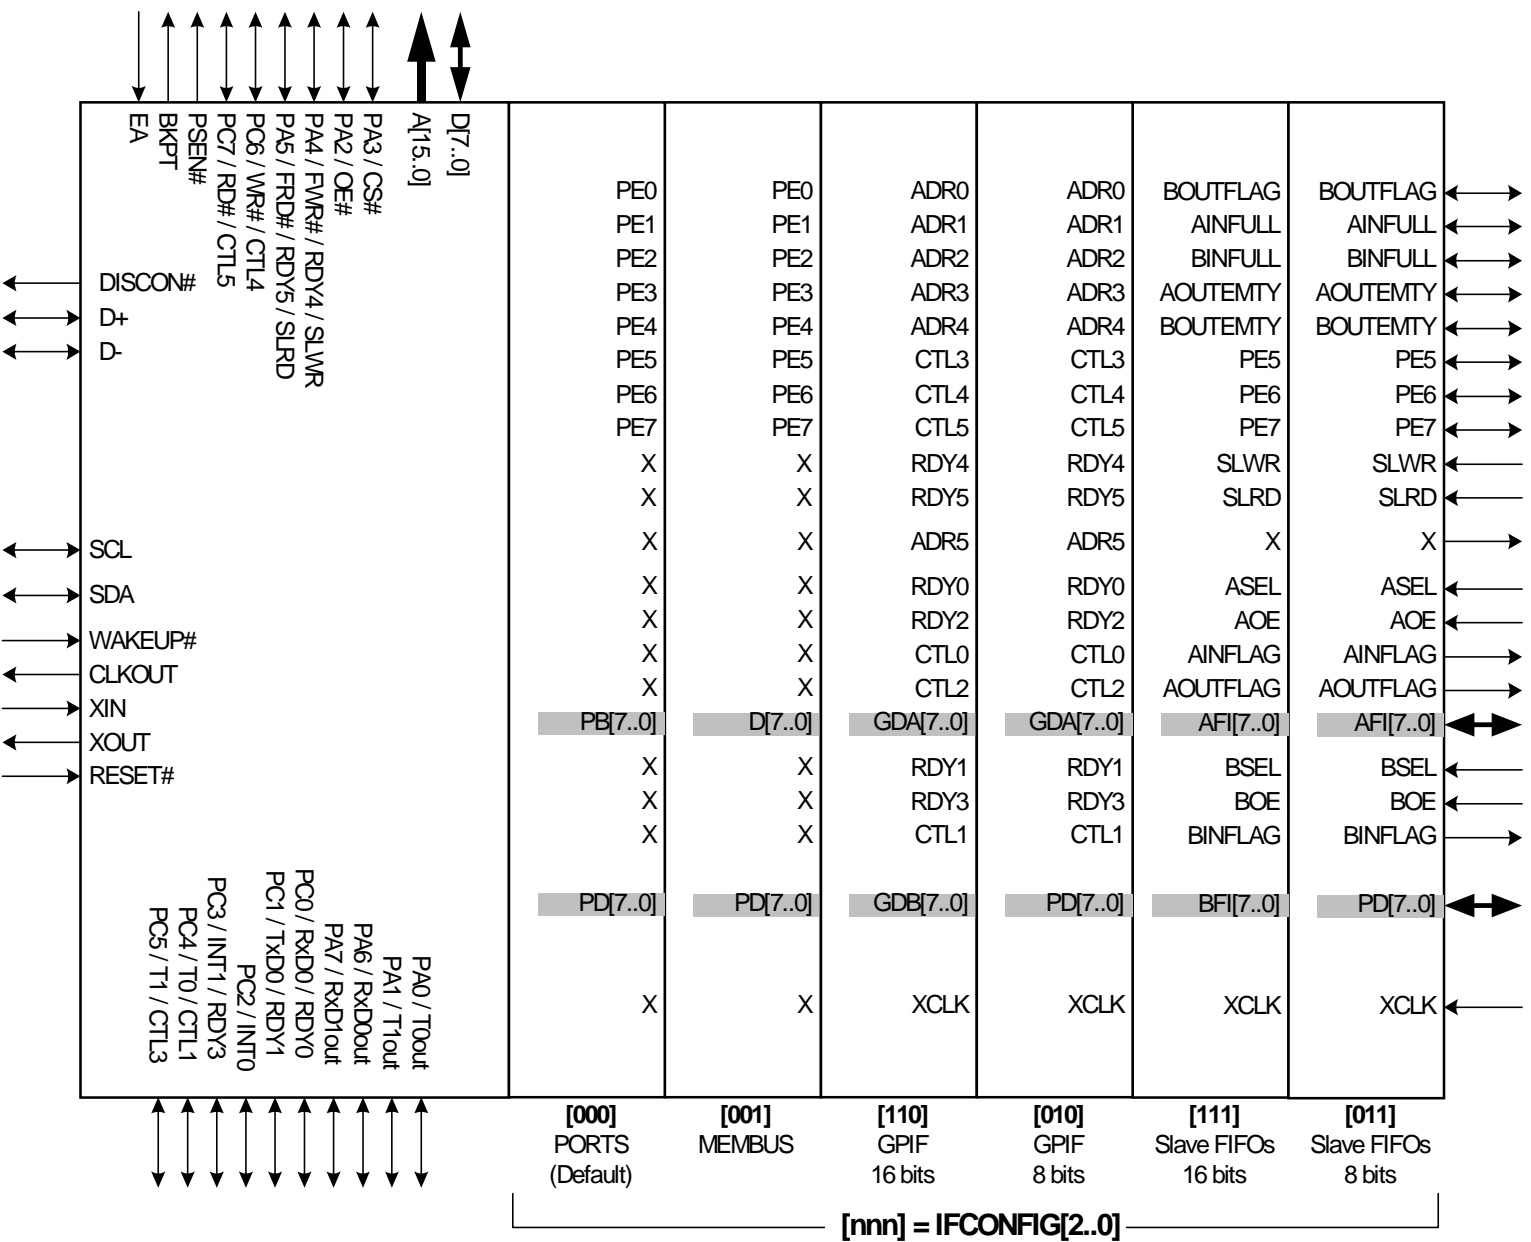 EA
BKPT
PSEN#
PC7 / RD# / CTL5
PC6 / WR# / CTL4
PA5 / FRD# / RDY5 / SLRD
PA4 / FWR# / RDY4 / SLWR
PA2 / OE#
PA3 / CS#
A[15..0]
D[7..0]
DISCON#
D+
D-
SCL
SDA
WAKEUP#
CLKOUT
XIN
XOUT
RESET#
PC5 / T1 / CTL3
PC4 / T0 / CTL1
PC3 / INT1 / RDY3
PC2 / INT0
PC1 / TxD0 / RDY1
PC0 / RxD0 / RDY0
PA7 / RxD1out
PA6 / RxD0out
PA1 / T1out
PA0 / T0out
PE0 PE0 ADR0 ADR0 BOUTFLAG BOUTFLAG
PE1 PE1 ADR1 ADR1 AINFULL AINFULL
PE2 PE2 ADR2 ADR2 BINFULL BINFULL
PE3 PE3 ADR3 ADR3 AOUTEMTY AOUTEMTY
PE4 PE4 ADR4 ADR4 BOUTEMTY BOUTEMTY
PE5 PE5 CTL3 CTL3 PE5 PE5
PE6 PE6 CTL4 CTL4 PE6 PE6
PE7 PE7 CTL5 CTL5 PE7 PE7
X X RDY4 RDY4 SLWR SLWR
X X RDY5 RDY5 SLRD SLRD
X X ADR5 ADR5 X X
X X RDY0 RDY0 ASEL ASEL
X X RDY2 RDY2 AOE AOE
X X CTL0 CTL0 AINFLAG AINFLAG
X X CTL2 CTL2 AOUTFLAG AOUTFLAG
PB[7..0] D[7..0] GDA[7..0] GDA[7..0] AFI[7..0] AFI[7..0]
X X RDY1 RDY1 BSEL BSEL
X X RDY3 RDY3 BOE BOE
X X CTL1 CTL1 BINFLAG BINFLAG
PD[7..0] PD[7..0] GDB[7..0] PD[7..0] BFI[7..0] PD[7..0]
X X XCLK XCLK XCLK XCLK
[000] [001] [110] [010] [111] [011]
PORTS MEMBUS GPIF GPIF Slave FIFOs Slave FIFOs
(Default) 16 bits 8 bits 16 bits 8 bits
[nnn] = IFCONFIG[2..0]